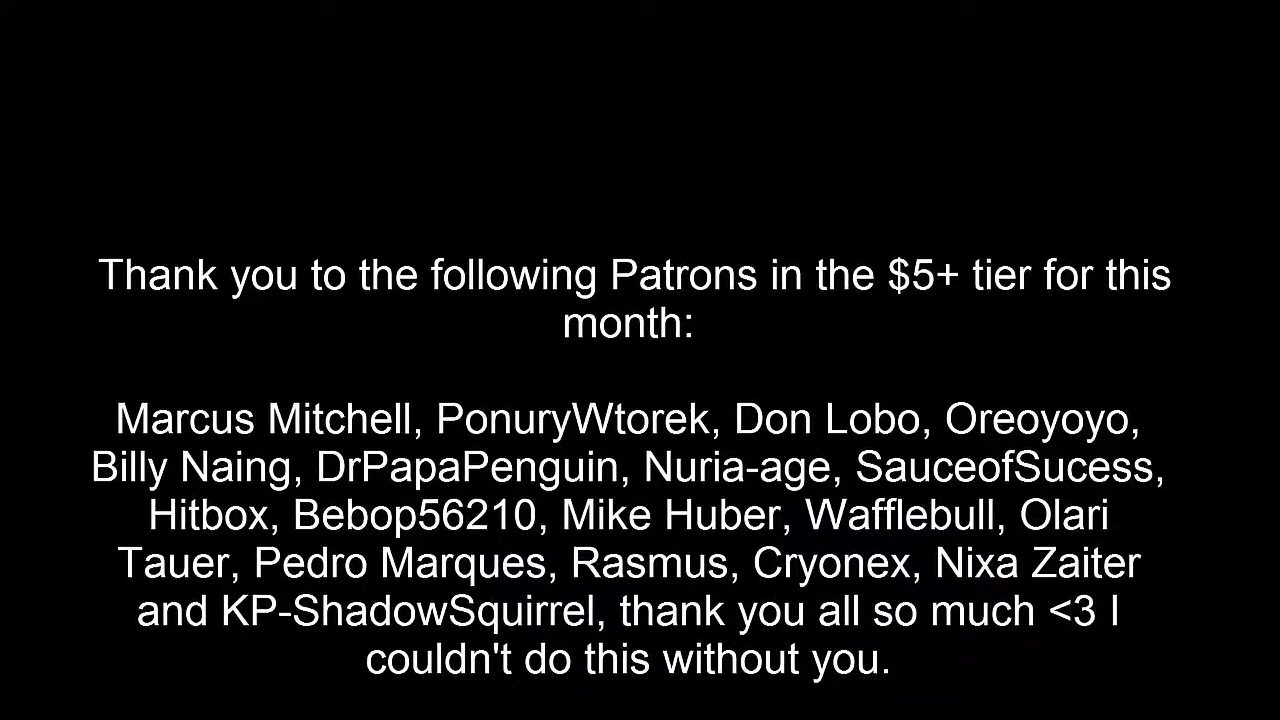 Thank you to the following Patrons in the $5+ tier for this
month:
Marcus Mitchell, PonuryWtorek, Don Lobo, Oreoyoyo,
Billy Naing, DrPapaPenguin, Nuria-age, SauceofSucess,
Hitbox, Bebop56210, Mike Huber, Wafflebull, Olari
Tauer, Pedro Marques, Rasmus, Cryonex, Nixa Zaiter
and KP-ShadowSquirrel, thank you all so much <3 I
couldn't do this without you.